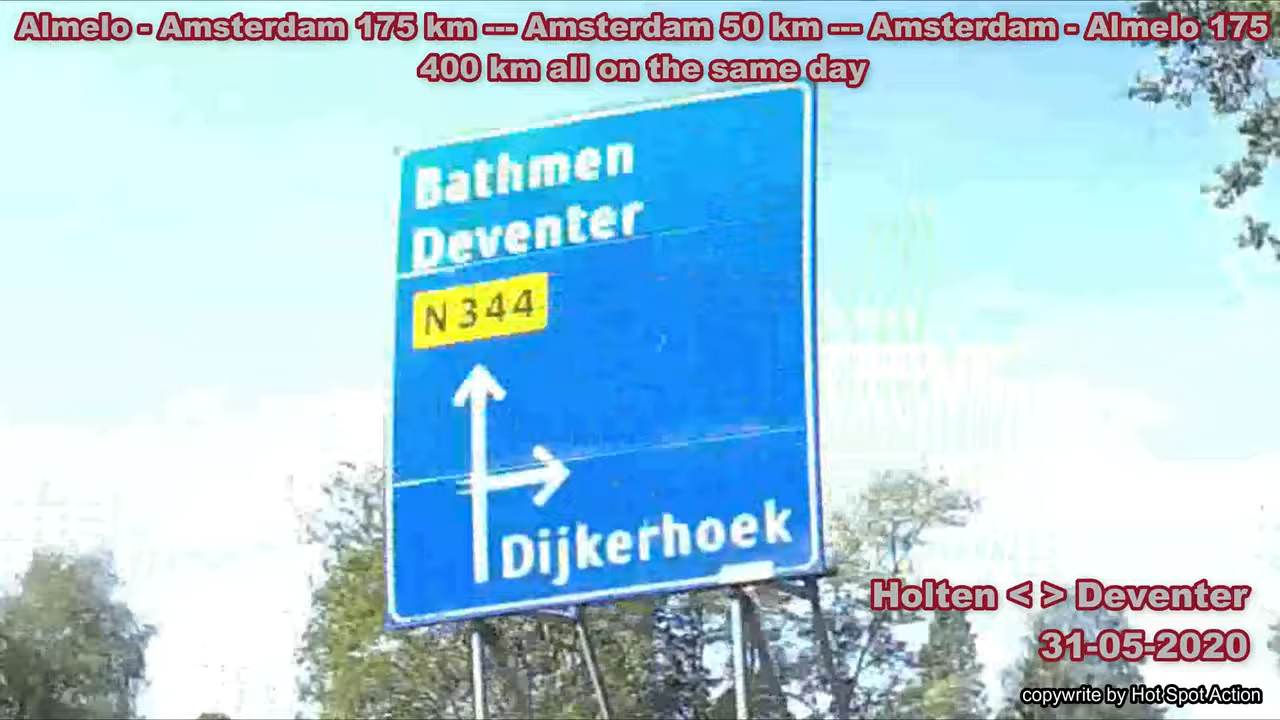 Almelo - Amsterdam 175 km --- Amsterdam 50 km --- Amsterdam - Almelo 175
400 km all on the same day
Bathmen
Deventer
N 344
Dijkerhoek
Holten < > Deventer
31-05-2020
copywrite by Hot Spot Action